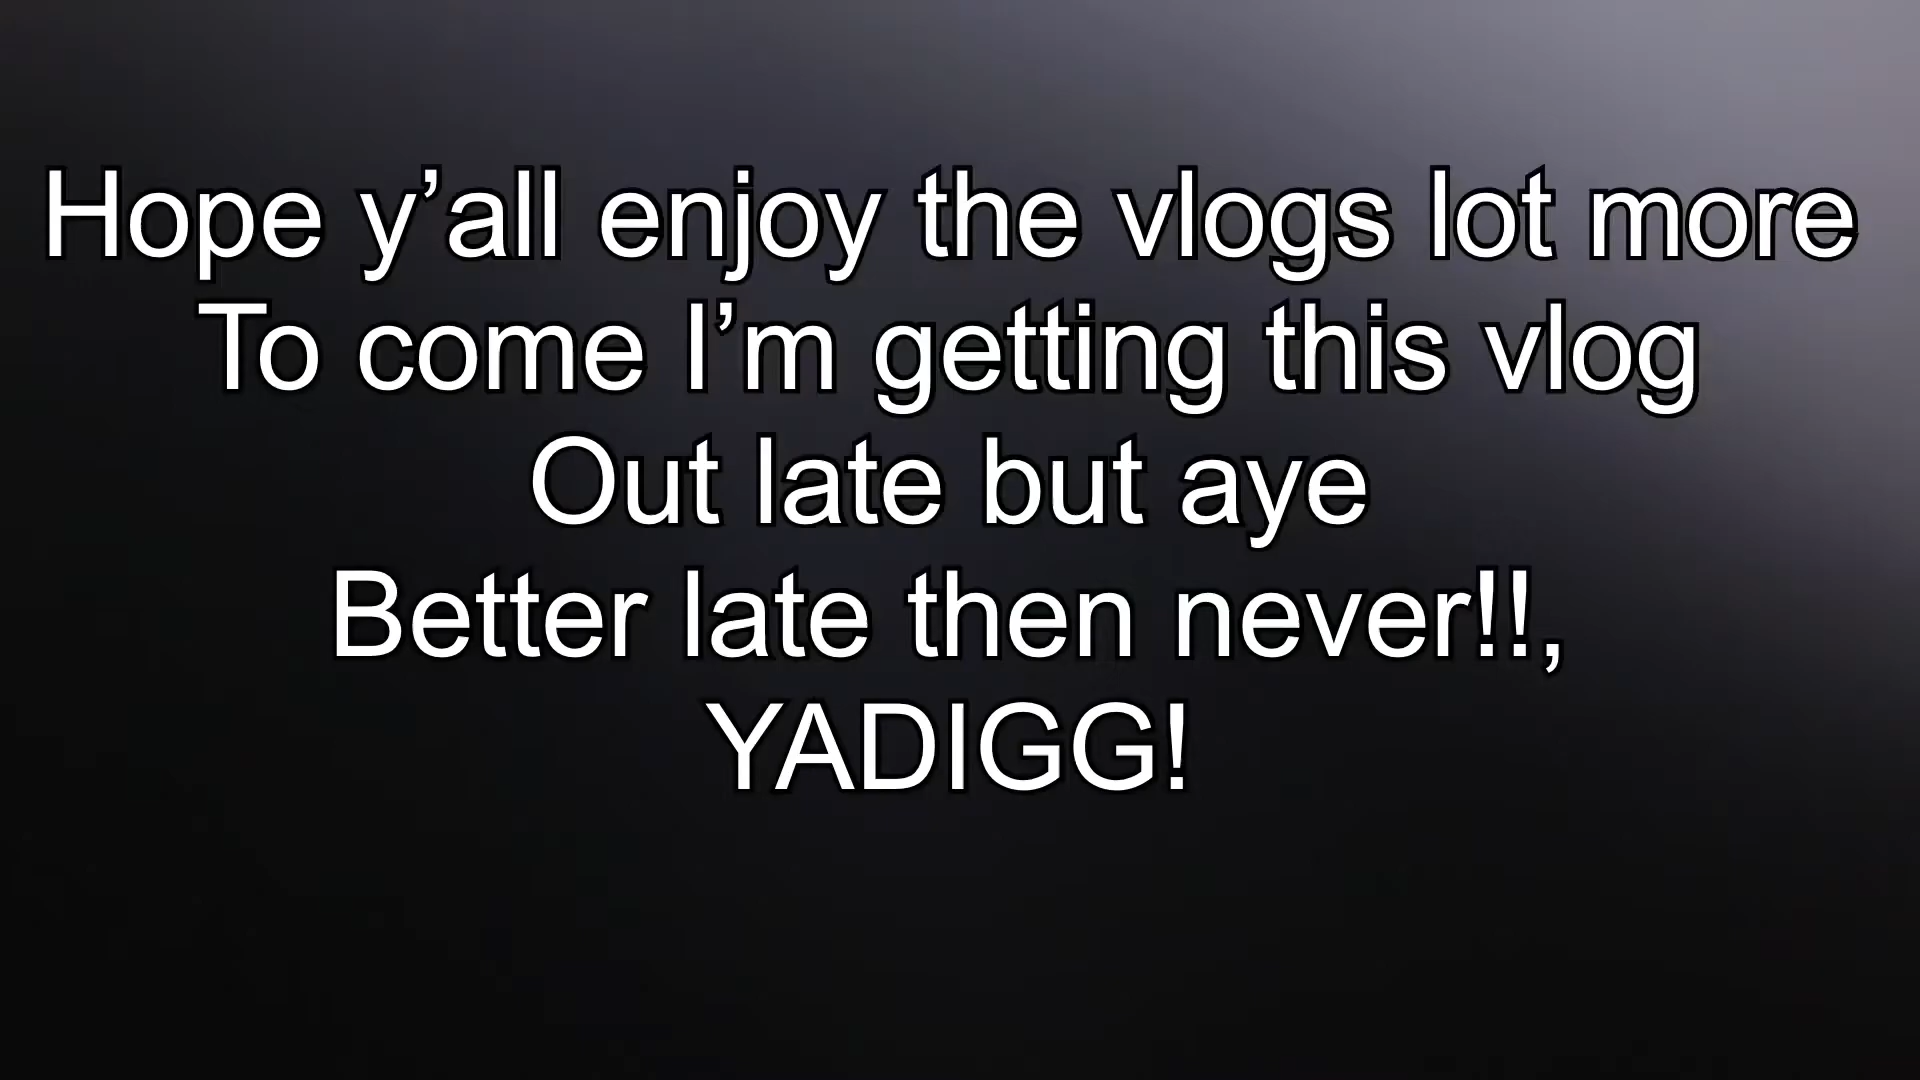 Hope y’all enjoy the vlogs lot more
To come I’m getting this vlog
Out late but aye
Better late then never!!,
YADIGG!